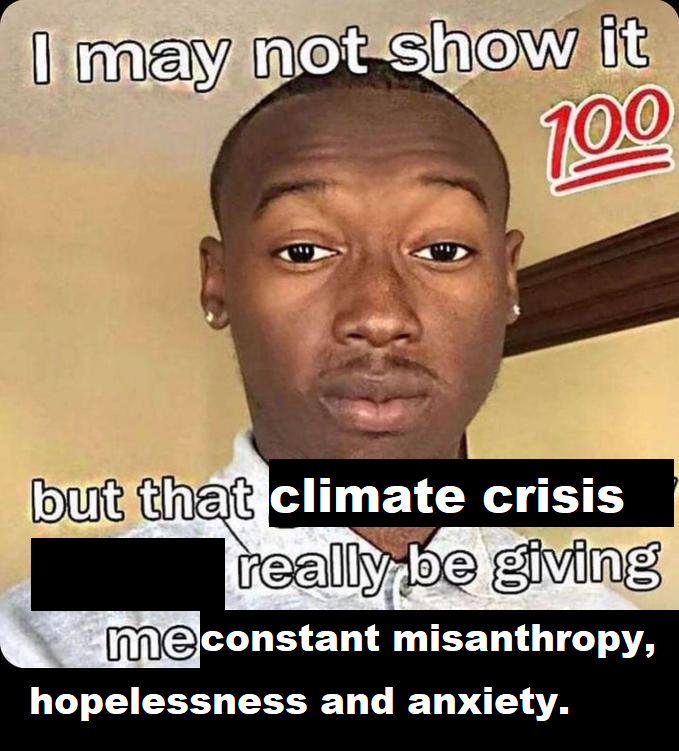 I may not show it
100
but that climate crisis
really be giving
me constant misanthropy,
hopelessness and anxiety.